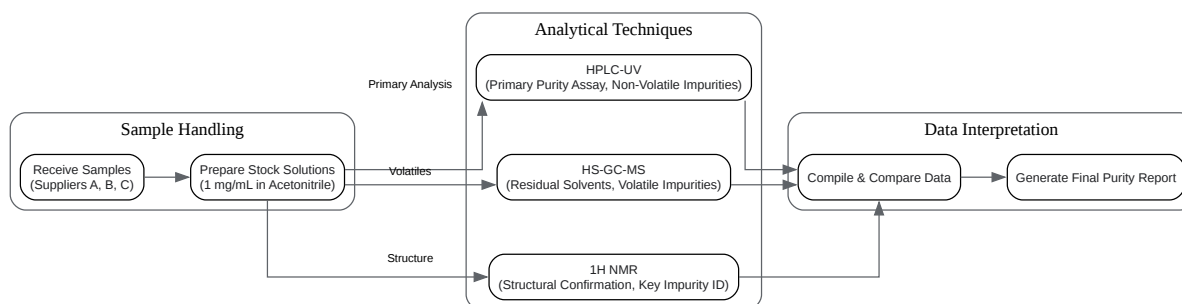 Sample Handling
Receive Samples
(Suppliers A, B, C)
Prepare Stock Solutions
(1 mg/mL in Acetonitrile)
Primary Analysis
Volatiles
Structure
Analytical Techniques
HPLC-UV
(Primary Purity Assay, Non-Volatile Impurities)
HS-GC-MS
(Residual Solvents, Volatile Impurities)
1H NMR
(Structural Confirmation, Key Impurity ID)
Data Interpretation
Compile & Compare Data
Generate Final Purity Report